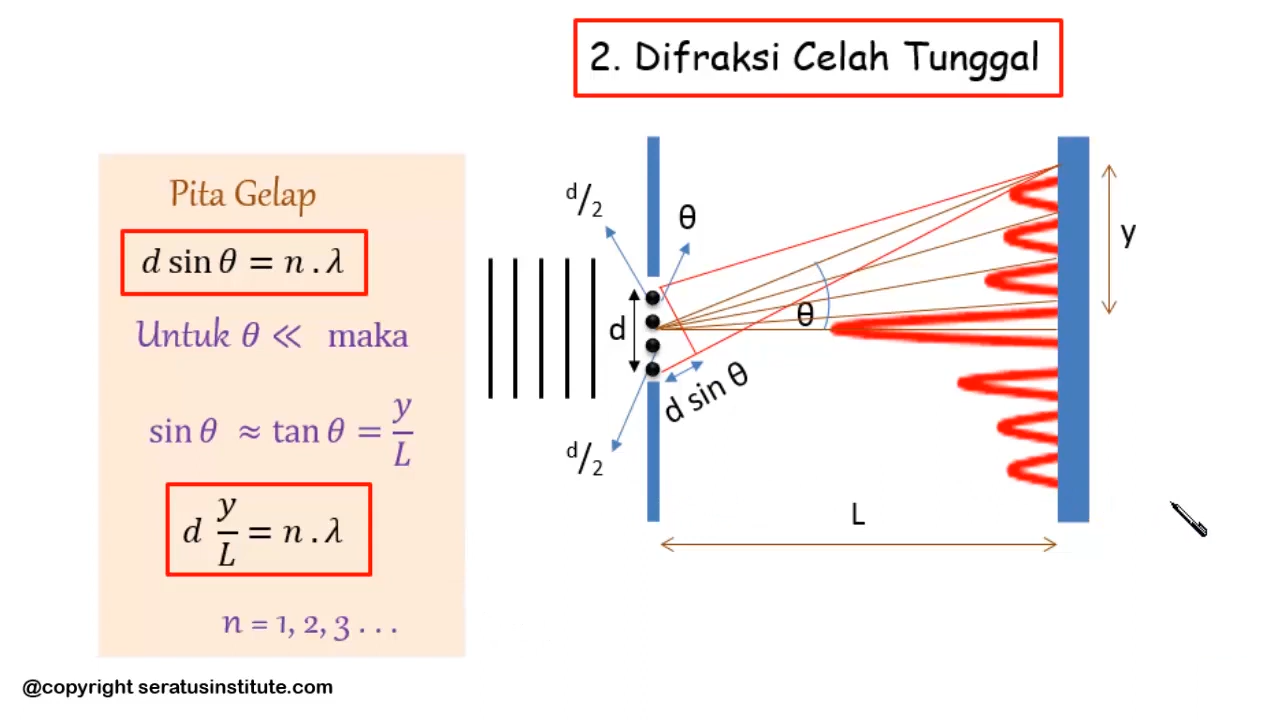 2. Difraksi Celah Tunggal
Pita Gelap
d sin θ = n . λ
Untuk θ ≪ maka
sin θ ≈ tan θ = y/L
d y/L = n . λ
n = 1, 2, 3 . . .
d/2
θ
d
θ
d sin θ
d/2
y
L
@copyright seratusinstitute.com